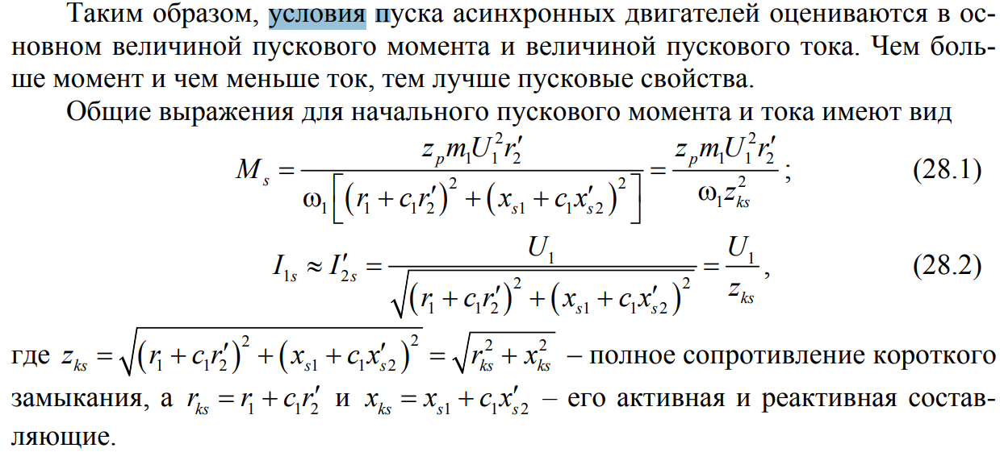 Таким образом, условия пуска асинхронных двигателей оцениваются в ос-
новном величиной пускового момента и величиной пускового тока. Чем боль-
ше момент и чем меньше ток, тем лучше пусковые свойства.
Общие выражения для начального пускового момента и тока имеют вид
$M_s = \frac{z_p m_1 U_1^2 r_2'}{\omega_1 \left[ \left( r_1 + c_1 r_2' \right)^2 + \left( x_{s1} + c_1 x_{s2}' \right)^2 \right]} = \frac{z_p m_1 U_1^2 r_2'}{\omega_1 z_{ks}^2}$; (28.1)
$I_{1s} \approx I_{2s}' = \frac{U_1}{\sqrt{\left( r_1 + c_1 r_2' \right)^2 + \left( x_{s1} + c_1 x_{s2}' \right)^2}} = \frac{U_1}{z_{ks}}$, (28.2)
где $z_{ks} = \sqrt{\left( r_1 + c_1 r_2' \right)^2 + \left( x_{s1} + c_1 x_{s2}' \right)^2} = \sqrt{r_{ks}^2 + x_{ks}^2}$ – полное сопротивление короткого
замыкания, а $r_{ks} = r_1 + c_1 r_2'$ и $x_{ks} = x_{s1} + c_1 x_{s2}'$ – его активная и реактивная состав-
ляющие.